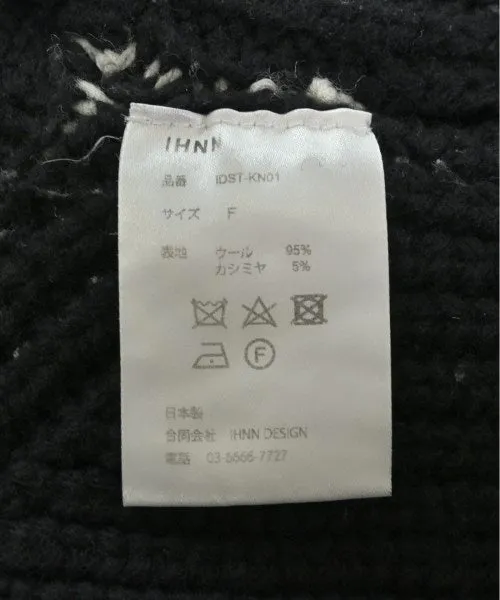 IHNN
品番 IDST-KN01
サイズ F
表地 ウール 95%
カシミヤ 5%
F
日本製
合同会社 IHNN DESIGN
電話 03-6666-7727